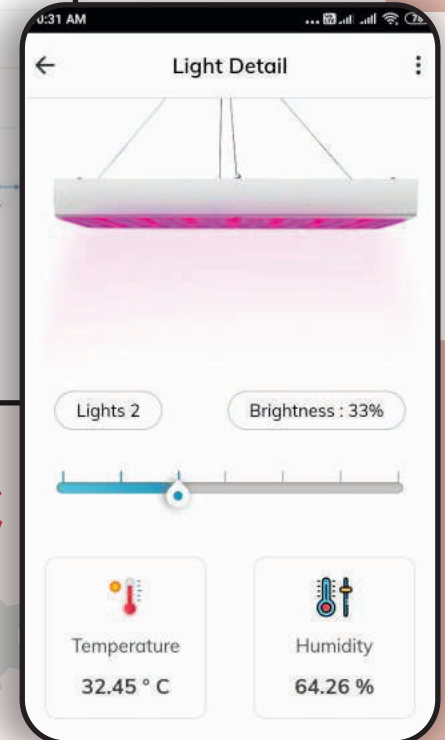 0:31 AM
Light Detail
Lights 2
Brightness : 33%
Temperature
Humidity
32.45 ° C
64.26 %